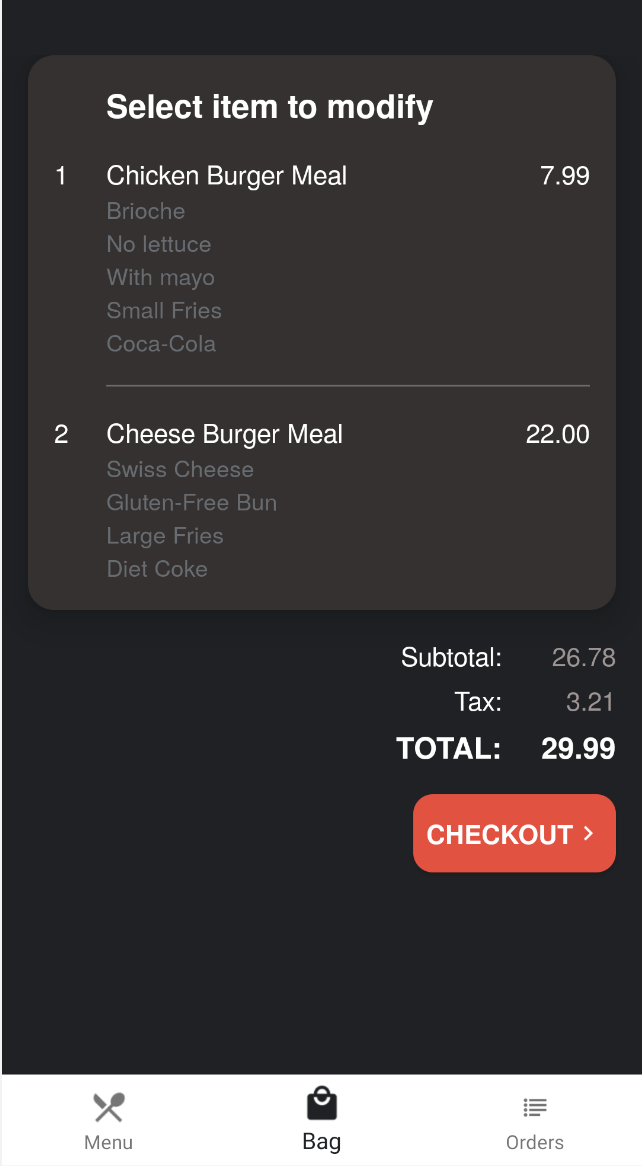 Select item to modify
1 Chicken Burger Meal 7.99
Brioche
No lettuce
With mayo
Small Fries
Coca-Cola
2 Cheese Burger Meal 22.00
Swiss Cheese
Gluten-Free Bun
Large Fries
Diet Coke
Subtotal: 26.78
Tax: 3.21
TOTAL: 29.99
CHECKOUT >
Menu Bag Orders